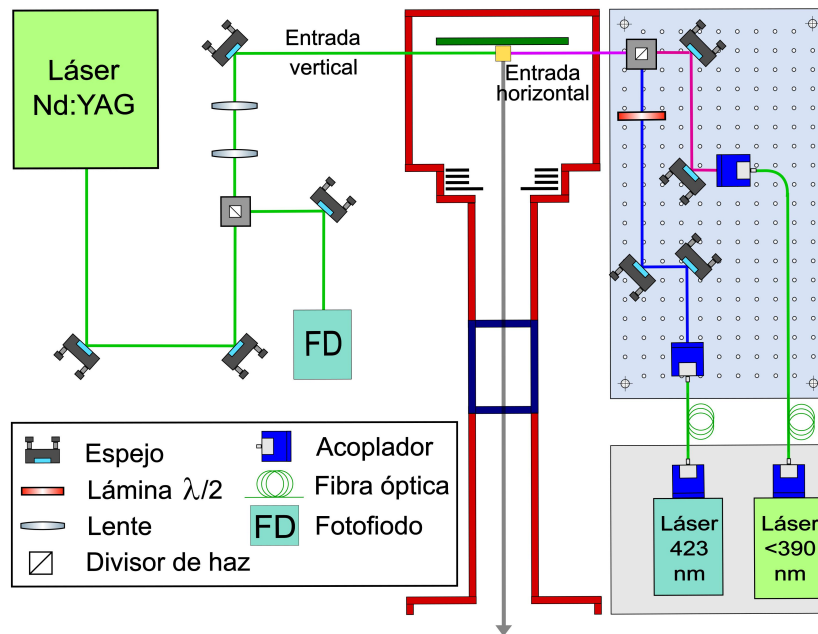 Láser
Nd:YAG
Entrada
vertical
Entrada
horizontal
FD
Espejo
Lámina λ/2
Lente
Divisor de haz
Acoplador
Fibra óptica
FD
Fotofiodo
Láser
423
nm
Láser
<390
nm